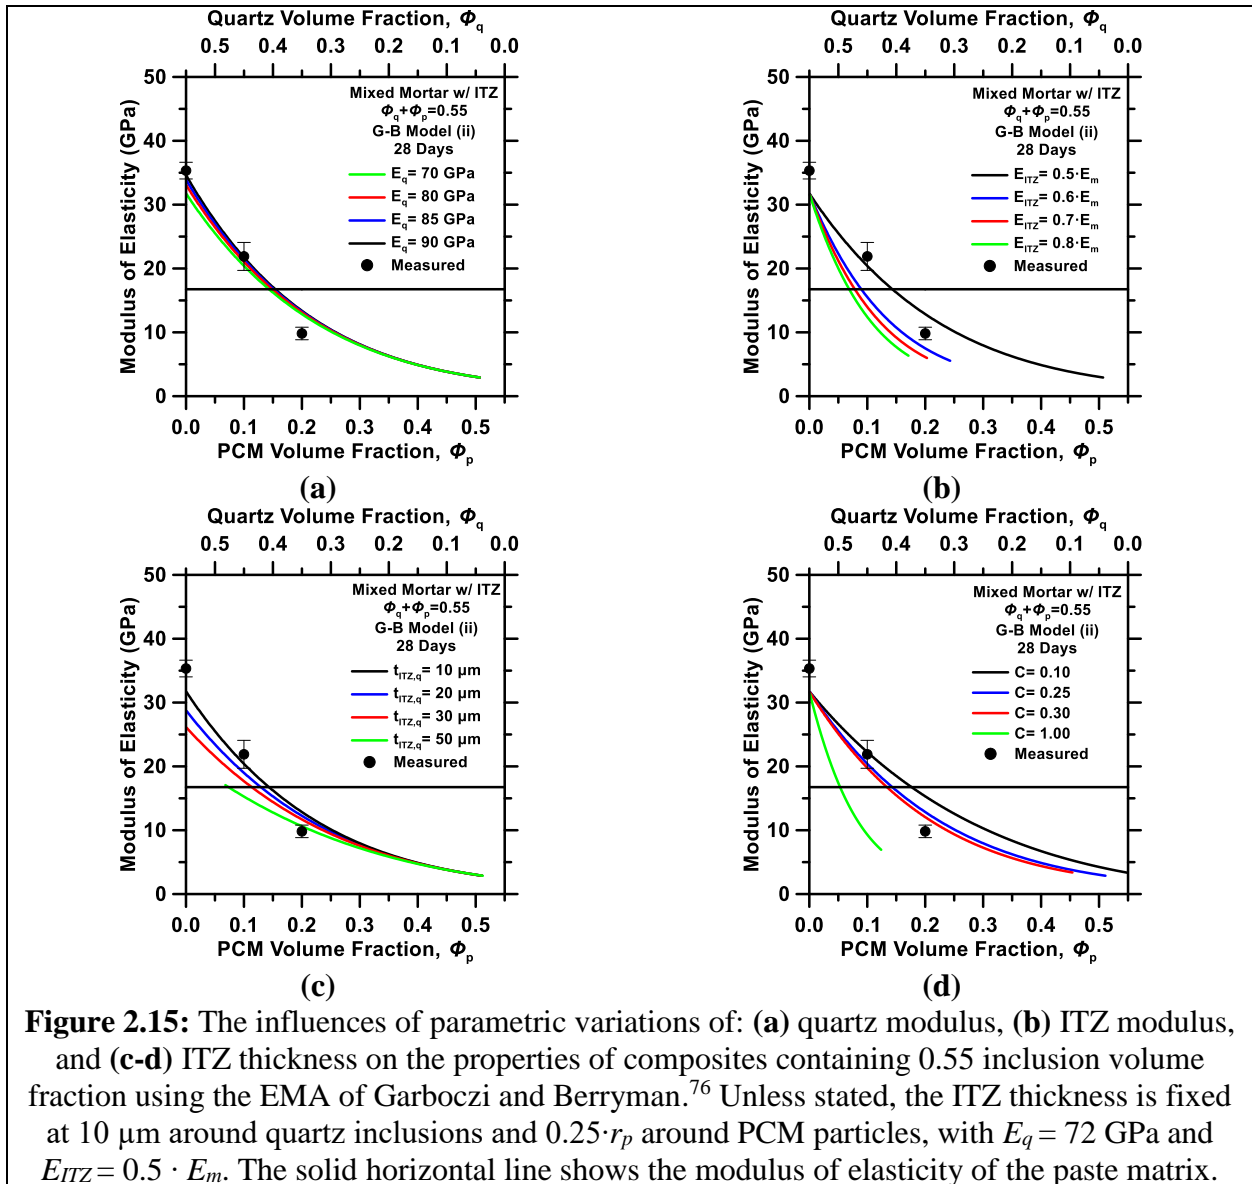 Quartz Volume Fraction, Φq
0.5 0.4 0.3 0.2 0.1 0.0
50
40
30
20
10
0
Modulus of Elasticity (GPa)
Mixed Mortar w/ ITZ
Φq+Φp=0.55
G-B Model (ii)
28 Days
Eq= 70 GPa
Eq= 80 GPa
Eq= 85 GPa
Eq= 90 GPa
Measured
0.0 0.1 0.2 0.3 0.4 0.5
PCM Volume Fraction, Φp
(a)
Quartz Volume Fraction, Φq
0.5 0.4 0.3 0.2 0.1 0.0
50
40
30
20
10
0
Modulus of Elasticity (GPa)
Mixed Mortar w/ ITZ
Φq+Φp=0.55
G-B Model (ii)
28 Days
EITZ= 0.5·Em
EITZ= 0.6·Em
EITZ= 0.7·Em
EITZ= 0.8·Em
Measured
0.0 0.1 0.2 0.3 0.4 0.5
PCM Volume Fraction, Φp
(b)
Quartz Volume Fraction, Φq
0.5 0.4 0.3 0.2 0.1 0.0
50
40
30
20
10
0
Modulus of Elasticity (GPa)
Mixed Mortar w/ ITZ
Φq+Φp=0.55
G-B Model (ii)
28 Days
tITZ,q= 10 µm
tITZ,q= 20 µm
tITZ,q= 30 µm
tITZ,q= 50 µm
Measured
0.0 0.1 0.2 0.3 0.4 0.5
PCM Volume Fraction, Φp
(c)
Quartz Volume Fraction, Φq
0.5 0.4 0.3 0.2 0.1 0.0
50
40
30
20
10
0
Modulus of Elasticity (GPa)
Mixed Mortar w/ ITZ
Φq+Φp=0.55
G-B Model (ii)
28 Days
C= 0.10
C= 0.25
C= 0.30
C= 1.00
Measured
0.0 0.1 0.2 0.3 0.4 0.5
PCM Volume Fraction, Φp
(d)
Figure 2.15: The influences of parametric variations of: (a) quartz modulus, (b) ITZ modulus,
and (c-d) ITZ thickness on the properties of composites containing 0.55 inclusion volume
fraction using the EMA of Garboczi and Berryman.76 Unless stated, the ITZ thickness is fixed
at 10 µm around quartz inclusions and 0.25·rp around PCM particles, with Eq = 72 GPa and
EITZ = 0.5 · Em. The solid horizontal line shows the modulus of elasticity of the paste matrix.